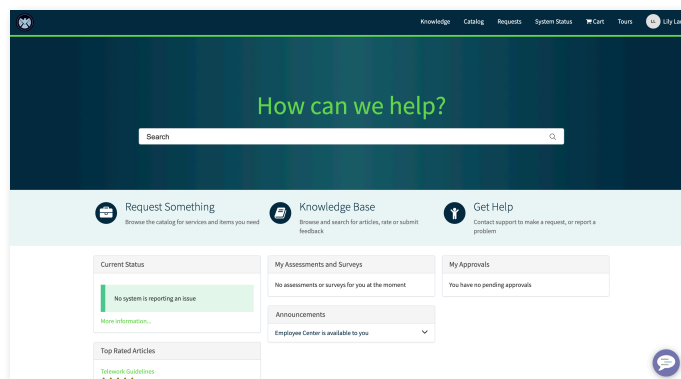 Knowledge Catalog Requests System Status Cart Tours LL Lily
How can we help?
Search
Request Something
Browse the catalog for services and items you need
Knowledge Base
Browse and search for articles, rate or submit
feedback
Get Help
Contact support to make a request, or report a
problem
Current Status
No system is reporting an issue
More information...
Top Rated Articles
Telework Guidelines
My Assessments and Surveys
No assessments or surveys for you at the moment
Announcements
Employee Center is available to you
My Approvals
You have no pending approvals